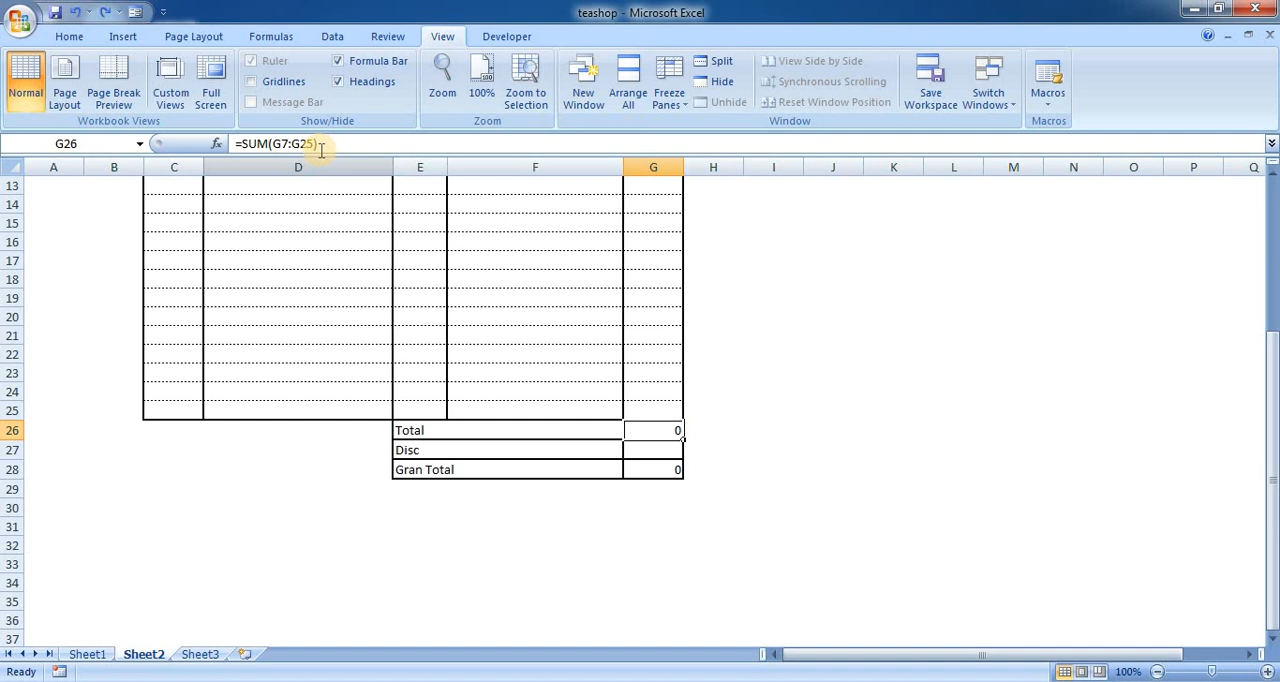 teashop - Microsoft Excel
Home Insert Page Layout Formulas Data Review View Developer
Normal Page Layout Page Break Preview Custom Views Full Screen
Workbook Views
Ruler Formula Bar
Gridlines Headings
Message Bar
Show/Hide
Zoom 100% Zoom to Selection
Zoom
New Window Arrange All Freeze Panes
Split
Hide
Unhide
View Side by Side
Synchronous Scrolling
Reset Window Position
Window
Save Workspace Switch Windows
Macros
Macros
G26 fx =SUM(G7:G25)
A B C D E F G H I J K L M N O P Q
13
14
15
16
17
18
19
20
21
22
23
24
25
26 Total 0
27 Disc
28 Gran Total 0
29
30
31
32
33
34
35
36
37
Sheet1 Sheet2 Sheet3
Ready 100%